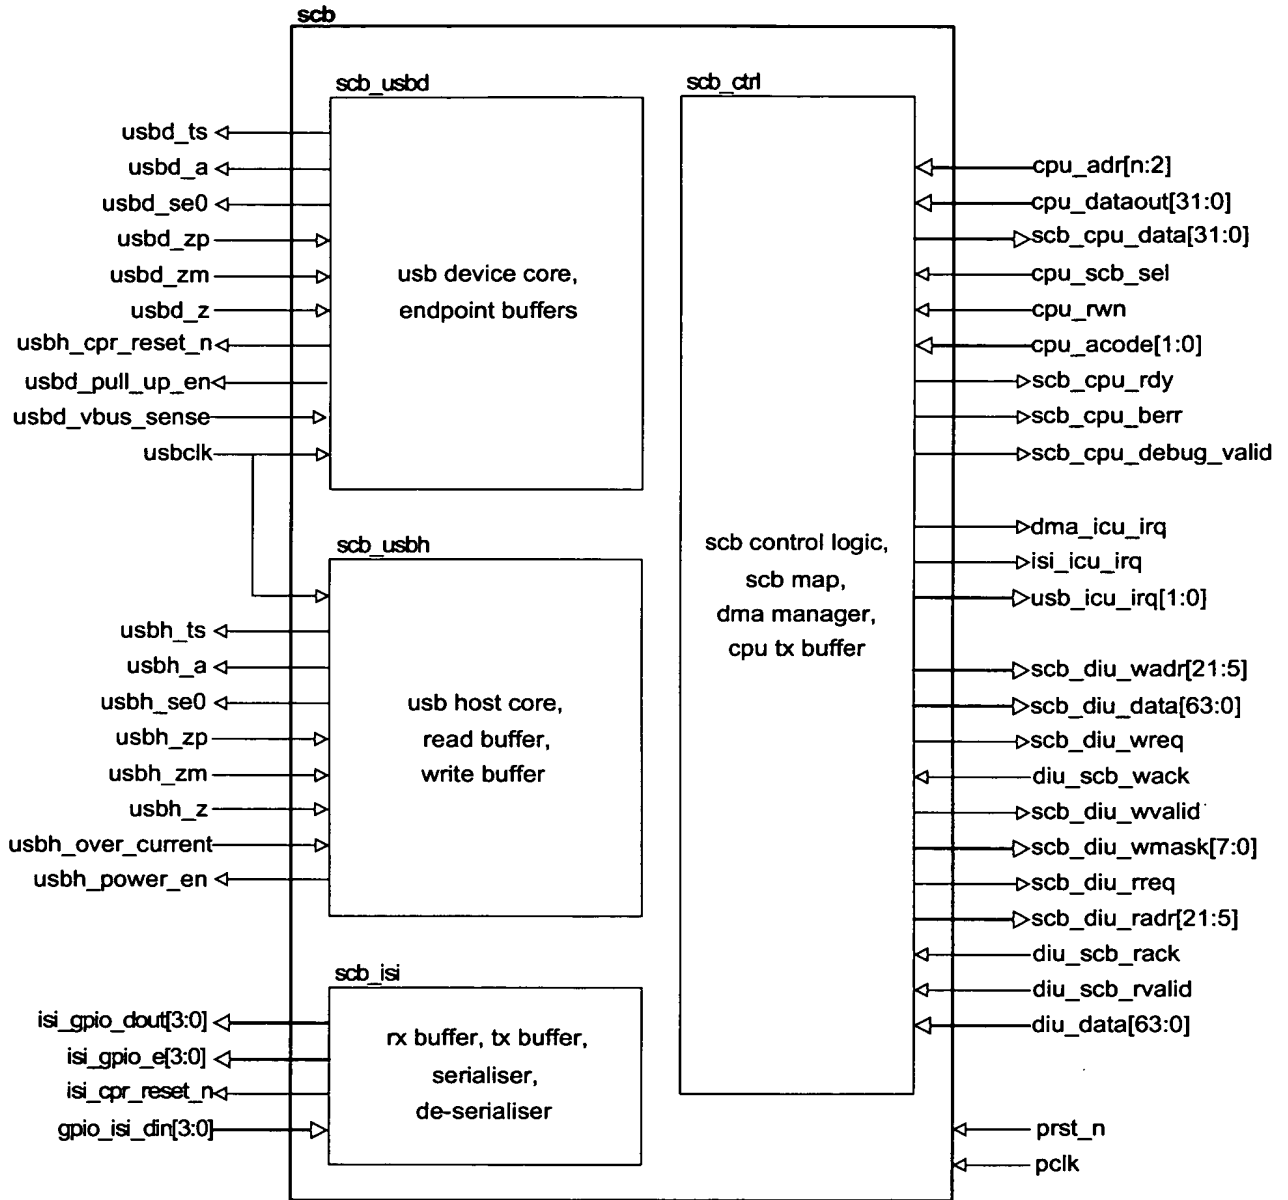 scb
scb_usbd
usbd_ts
usbd_a
usbd_se0
usbd_zp
usbd_zm
usbd_z
usbh_cpr_reset_n
usbd_pull_up_en
usbd_vbus_sense
usbclk
usb device core,
endpoint buffers
scb_usbh
usbh_ts
usbh_a
usbh_se0
usbh_zp
usbh_zm
usbh_z
usbh_over_current
usbh_power_en
usb host core,
read buffer,
write buffer
scb_isi
isi_gpio_dout[3:0]
isi_gpio_e[3:0]
isi_cpr_reset_n
gpio_isi_din[3:0]
rx buffer, tx buffer,
serialiser,
de-serialiser
scb_ctrl
scb control logic,
scb map,
dma manager,
cpu tx buffer
cpu_adr[n:2]
cpu_dataout[31:0]
scb_cpu_data[31:0]
cpu_scb_sel
cpu_rwn
cpu_acode[1:0]
scb_cpu_rdy
scb_cpu_berr
scb_cpu_debug_valid
dma_icu_irq
isi_icu_irq
usb_icu_irq[1:0]
scb_diu_wadr[21:5]
scb_diu_data[63:0]
scb_diu_wreq
diu_scb_wack
scb_diu_wvalid
scb_diu_wmask[7:0]
scb_diu_rreq
scb_diu_radr[21:5]
diu_scb_rack
diu_scb_rvalid
diu_data[63:0]
prst_n
pclk